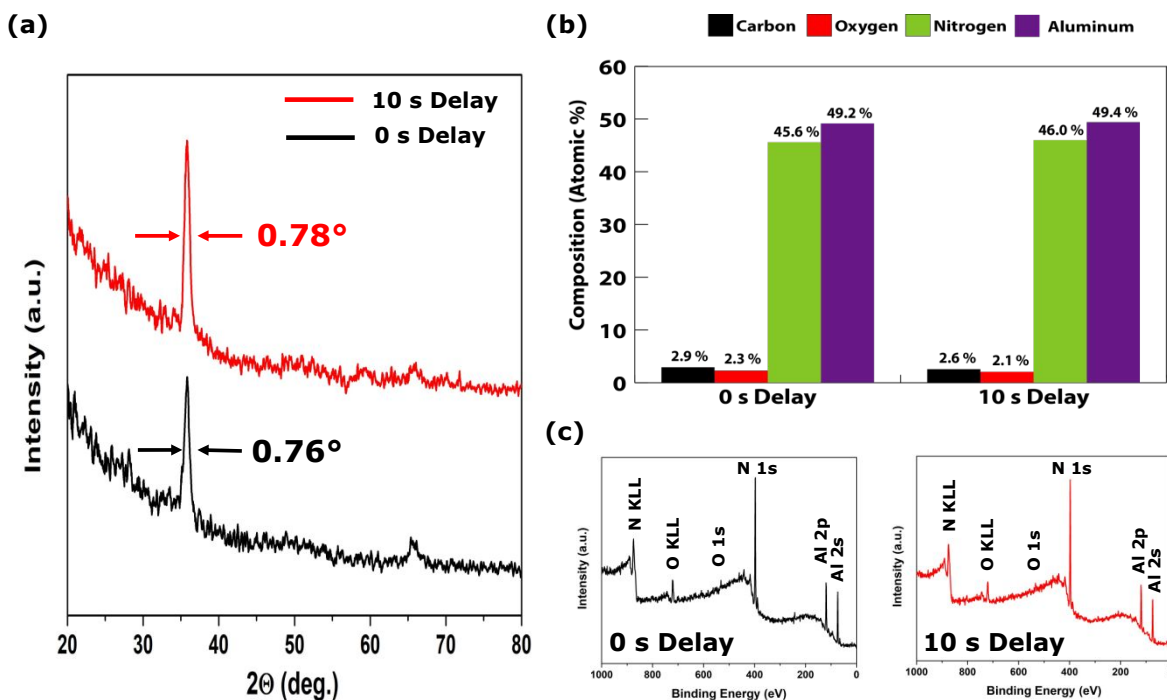 (a)
10 s Delay
0 s Delay
0.78°
0.76°
Intensity (a.u.)
20 30 40 50 60 70 80
2Θ (deg.)
(b)
Carbon Oxygen Nitrogen Aluminum
Composition (Atomic %)
60
50
40
30
20
10
0
2.9 %
2.3 %
45.6 %
49.2 %
2.6 %
2.1 %
46.0 %
49.4 %
0 s Delay
10 s Delay
(c)
Intensity (a.u.)
N KLL
O KLL
O 1s
N 1s
Al 2p
Al 2s
0 s Delay
1000 800 600 400 200 0
Binding Energy (eV)
Intensity (a.u.)
N KLL
O KLL
O 1s
N 1s
Al 2p
Al 2s
10 s Delay
1000 800 600 400 200
Binding Energy (eV)